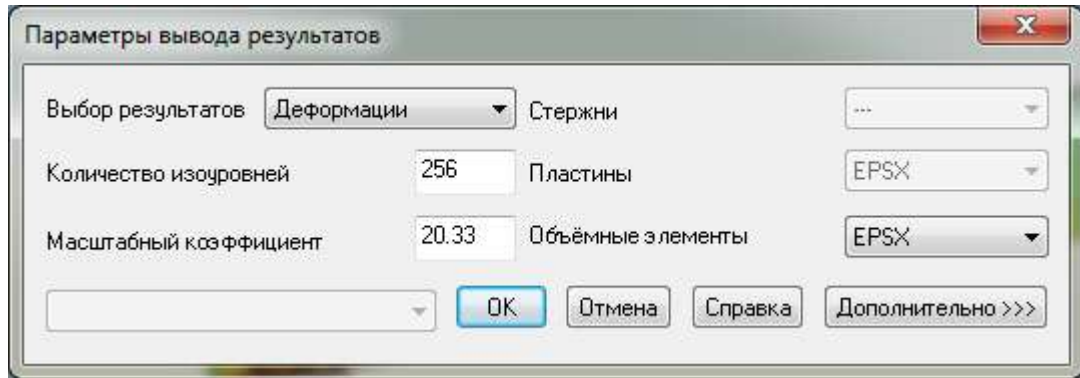 Параметры вывода результатов
Выбор результатов Деформации Стержни ---
Количество изоуровней 256 Пластины EPSX
Масштабный коэффициент 20.33 Объёмные элементы EPSX
OK Отмена Справка Дополнительно >>>